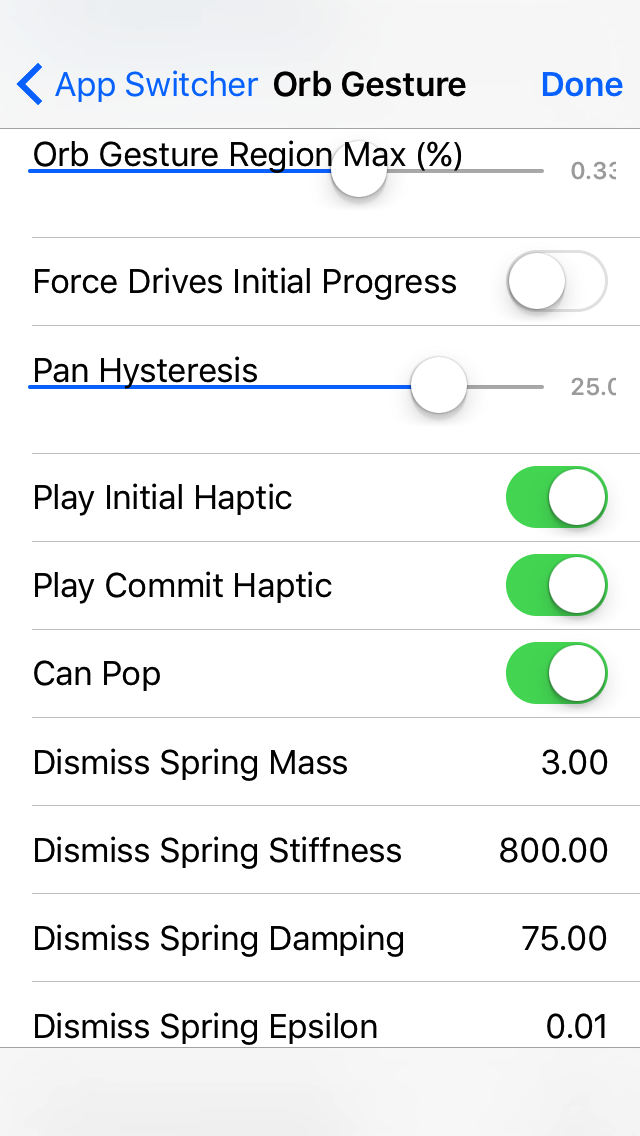 App Switcher Orb Gesture Done
Orb Gesture Region Max (%)
0.33
Force Drives Initial Progress
Pan Hysteresis
25.0
Play Initial Haptic
Play Commit Haptic
Can Pop
Dismiss Spring Mass 3.00
Dismiss Spring Stiffness 800.00
Dismiss Spring Damping 75.00
Dismiss Spring Epsilon 0.01